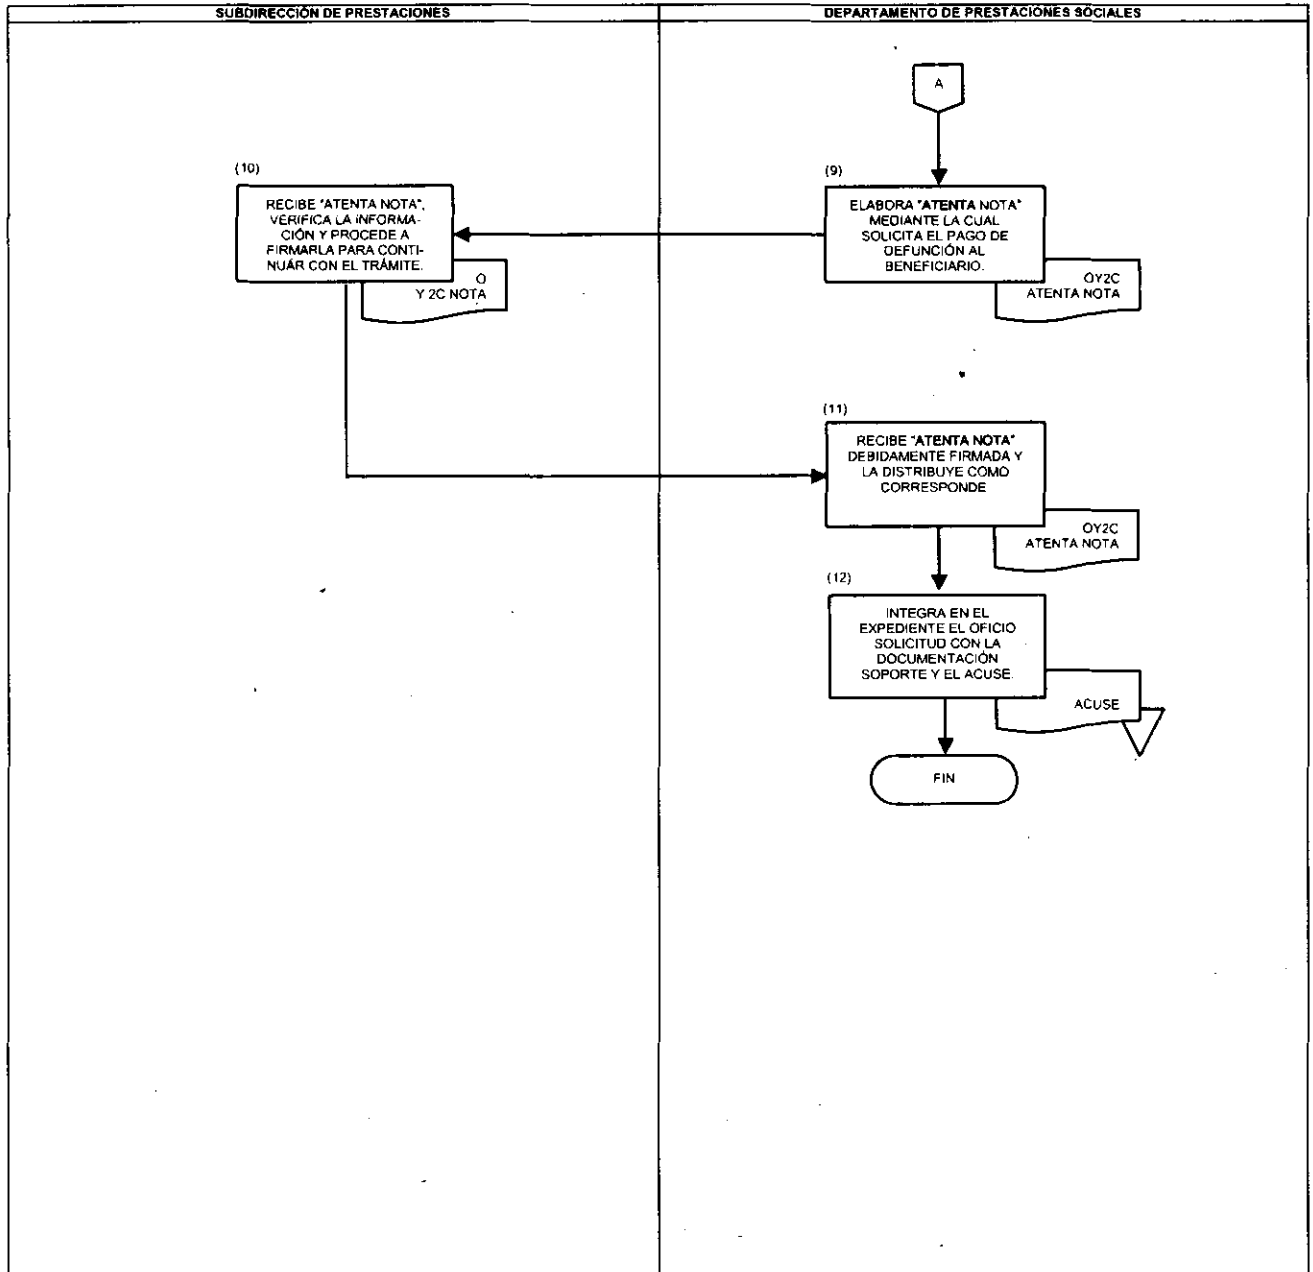 SUBDIRECCIÓN DE PRESTACIONES
DEPARTAMENTO DE PRESTACIONES SOCIALES
A
(9)
ELABORA "ATENTA NOTA"
MEDIANTE LA CUAL
SOLICITA EL PAGO DE
DEFUNCIÓN AL
BENEFICIARIO.
OY2C
ATENTA NOTA
(10)
RECIBE "ATENTA NOTA",
VERIFICA LA INFORMA-
CIÓN Y PROCEDE A
FIRMARLA PARA CONTI-
NUÁR CON EL TRÁMITE.
O
Y 2C NOTA
(11)
RECIBE "ATENTA NOTA"
DEBIDAMENTE FIRMADA Y
LA DISTRIBUYE COMO
CORRESPONDE
OY2C
ATENTA NOTA
(12)
INTEGRA EN EL
EXPEDIENTE EL OFICIO
SOLICITUD CON LA
DOCUMENTACIÓN
SOPORTE Y EL ACUSE.
ACUSE
FIN